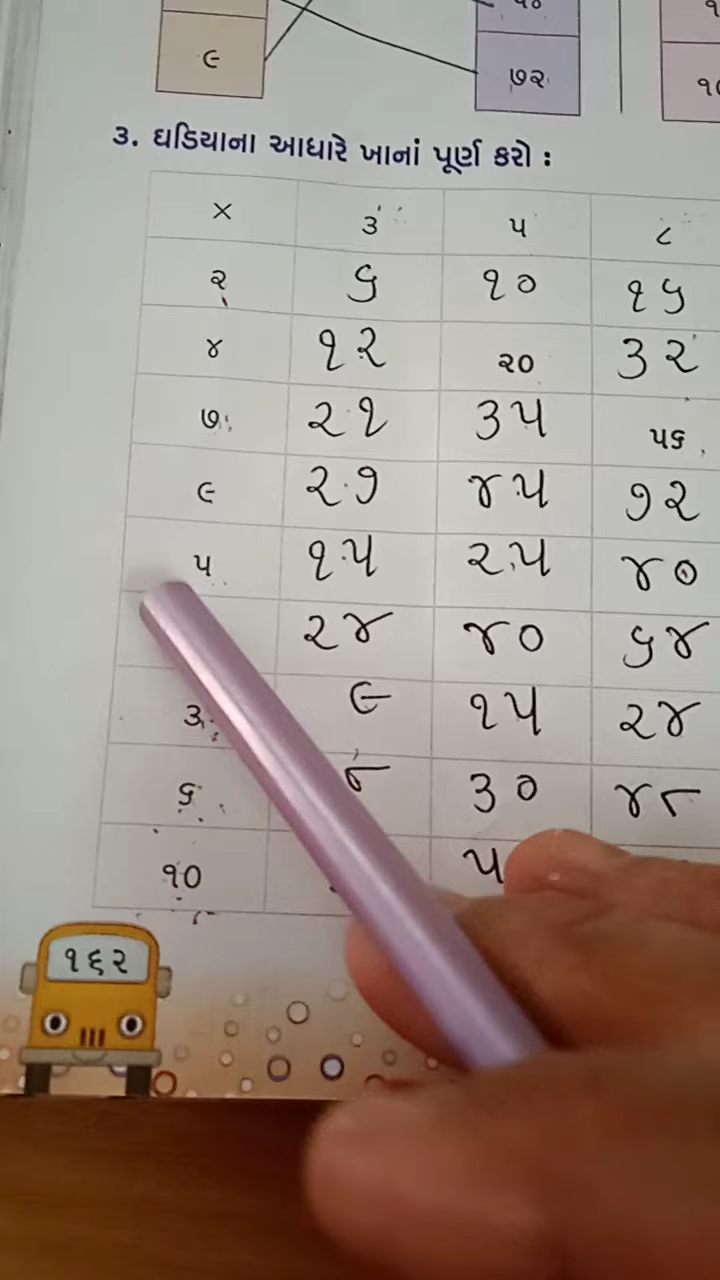 ૯
૭૨
૩. ઘડિયાના આધારે ખાનાં પૂર્ણ કરો :
× ૩ ૫ ૮
૨ ૬ ૧૦ ૧૬
૪ ૧૨ ૨૦ ૩૨
૭ ૨૧ ૩૫ ૫૬
૯ ૨૭ ૪૫ ૭૨
૫ ૧૫ ૨૫ ૪૦
૨૪ ૪૦ ૬૪
૩ ૯ ૧૫ ૨૪
૬ ૩૦ ૪૮
૧૦ ૫
૧૬૨